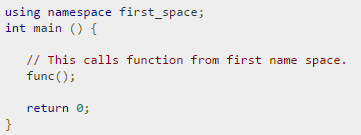 using namespace first_space;
int main () {
// This calls function from first name space.
func();
return 0;
}